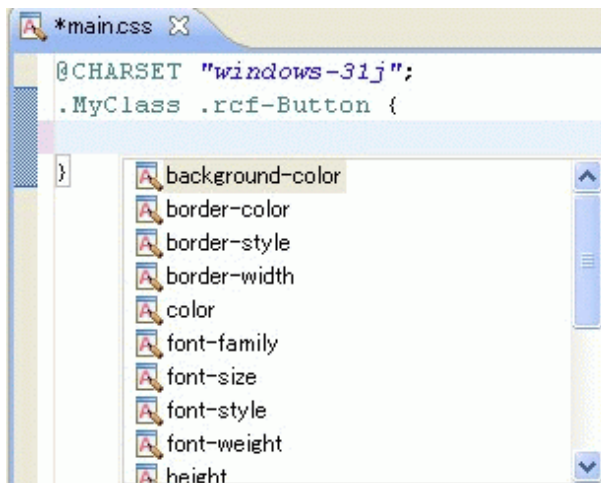 *main.css
@CHARSET "windows-31j";
.MyClass .rcf-Button {
}
background-color
border-color
border-style
border-width
color
font-family
font-size
font-style
font-weight
height